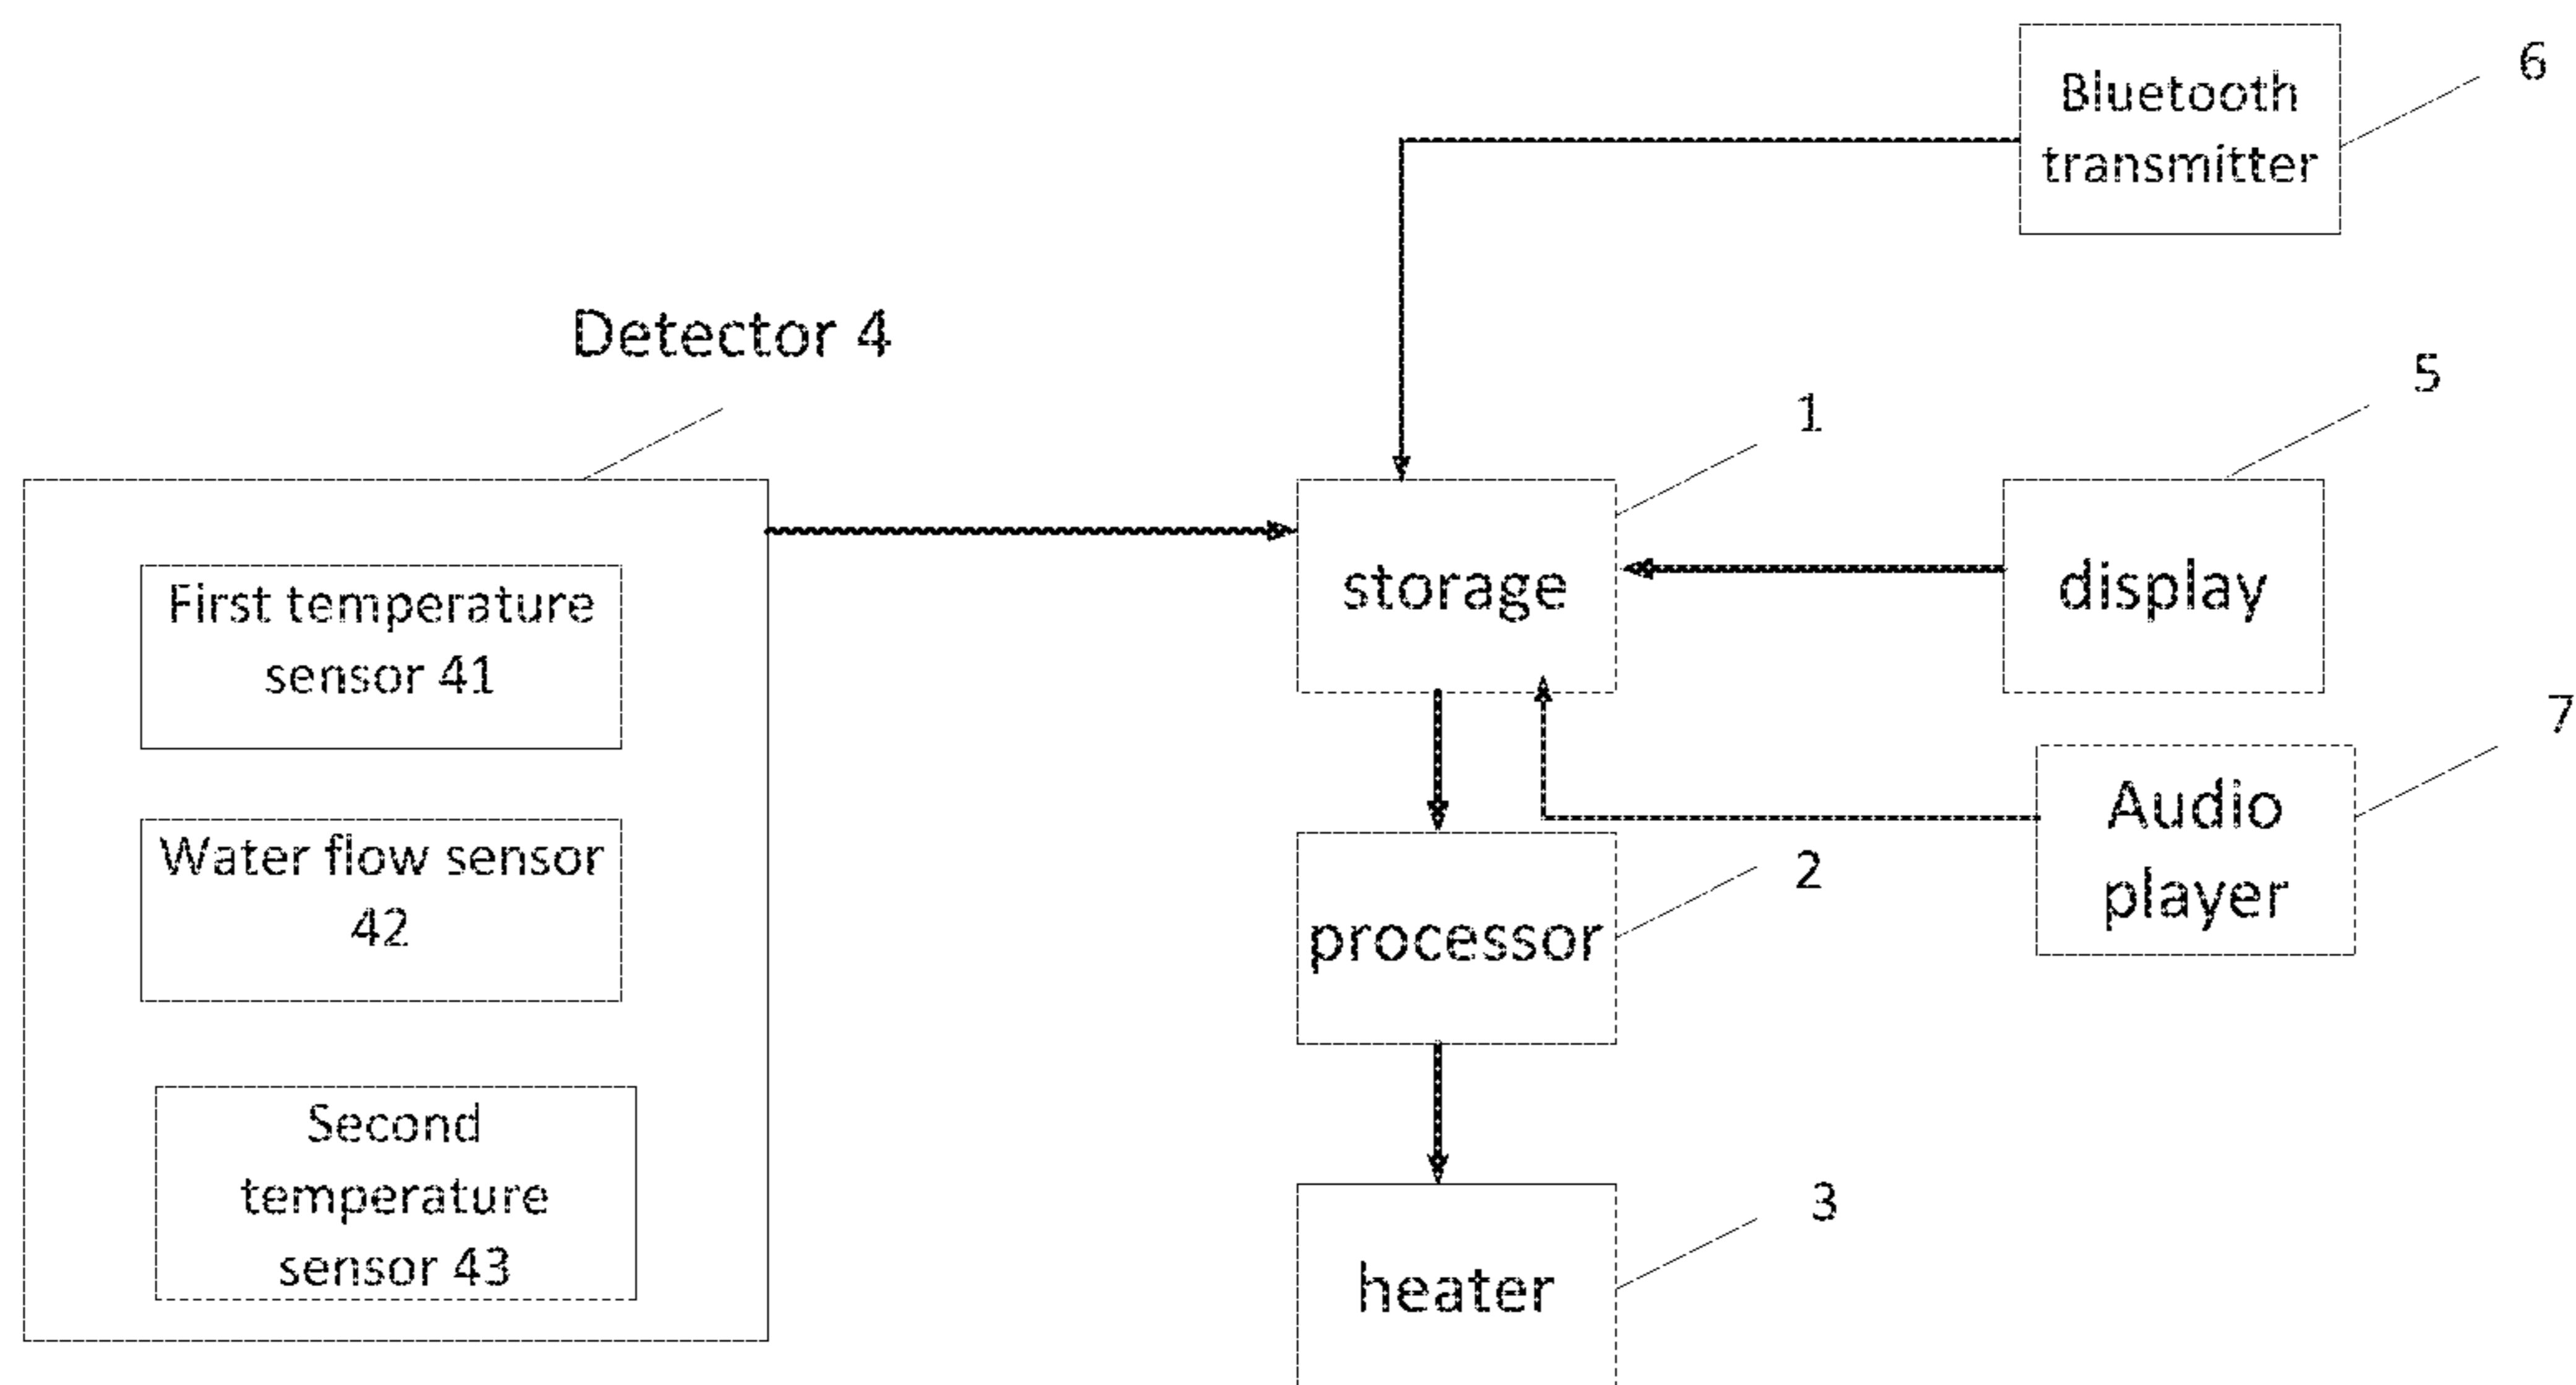 Bluetooth
transmitter
6
Detector 4
5
1
storage
display
First temperature
sensor 41
7
Audio
player
Water flow sensor
42
2
processor
Second
temperature
sensor 43
3
heater